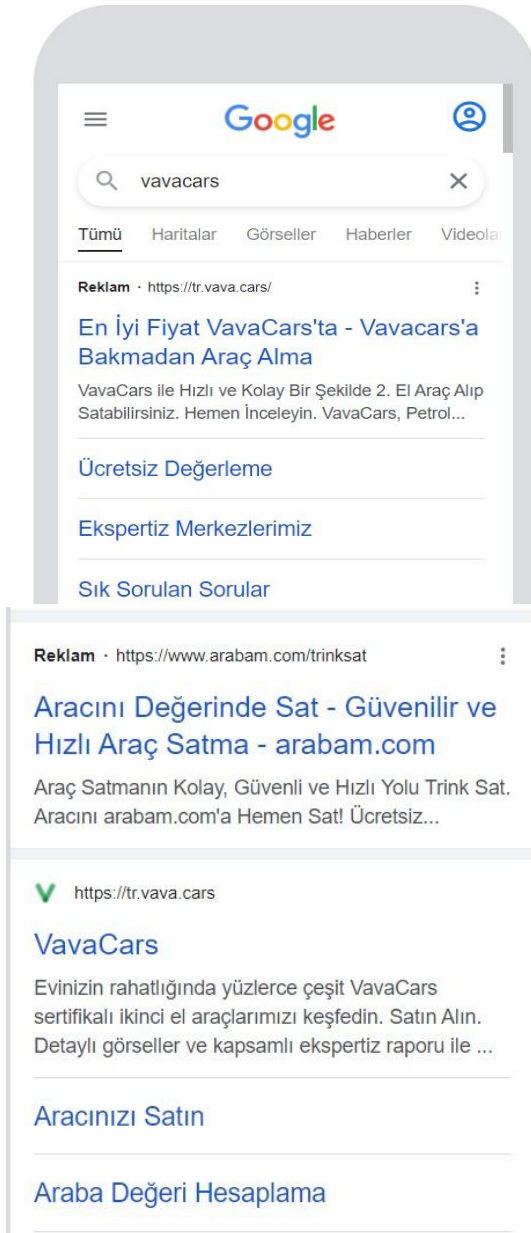 Google
vavacars
Tümü Haritalar Görseller Haberler Videola
Reklam · https://tr.vava.cars/
En İyi Fiyat VavaCars'ta - Vavacars'a
Bakmadan Araç Alma
VavaCars ile Hızlı ve Kolay Bir Şekilde 2. El Araç Alıp
Satabilirsiniz. Hemen İnceleyin. VavaCars, Petrol...
Ücretsiz Değerleme
Ekspertiz Merkezlerimiz
Sık Sorulan Sorular
Reklam · https://www.arabam.com/trinksat
Aracını Değerinde Sat - Güvenilir ve
Hızlı Araç Satma - arabam.com
Araç Satmanın Kolay, Güvenli ve Hızlı Yolu Trink Sat.
Aracını arabam.com'a Hemen Sat! Ücretsiz...
https://tr.vava.cars
VavaCars
Evinizin rahatlığında yüzlerce çeşit VavaCars
sertifikalı ikinci el araçlarımızı keşfedin. Satın Alın.
Detaylı görseller ve kapsamlı ekspertiz raporu ile ...
Aracınızı Satın
Araba Değeri Hesaplama